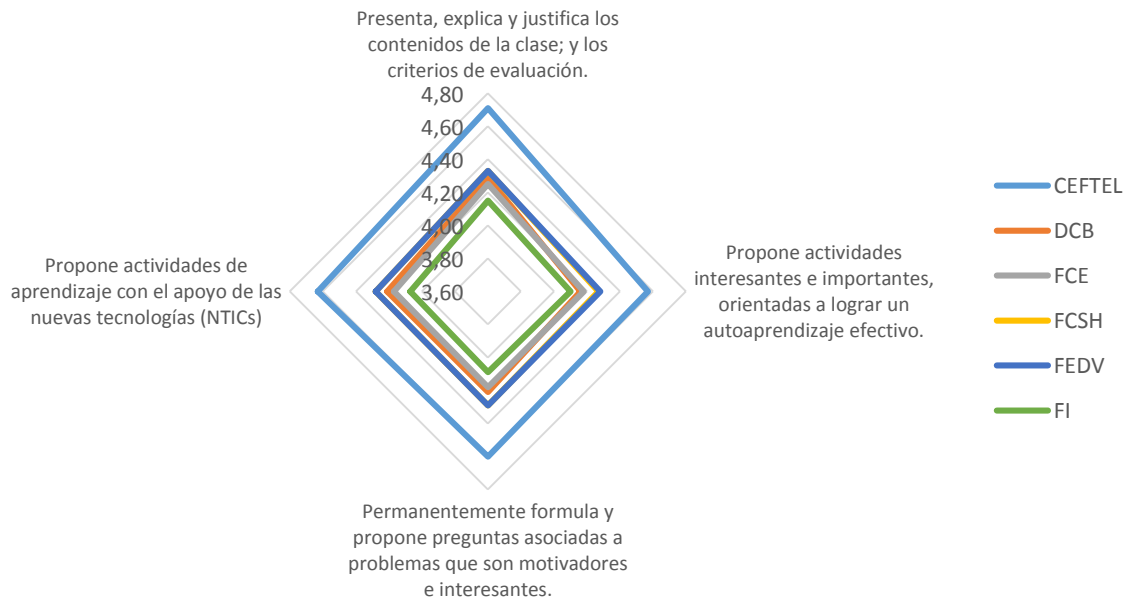 Presenta, explica y justifica los
contenidos de la clase; y los
criterios de evaluación.
4,80
4,60
4,40
4,20
4,00
3,80
3,60
Propone actividades de
aprendizaje con el apoyo de las
nuevas tecnologías (NTICs)
Propone actividades
interesantes e importantes,
orientadas a lograr un
autoaprendizaje efectivo.
Permanentemente formula y
propone preguntas asociadas a
problemas que son motivadores
e interesantes.
CEFTEL
DCB
FCE
FCSH
FEDV
FI